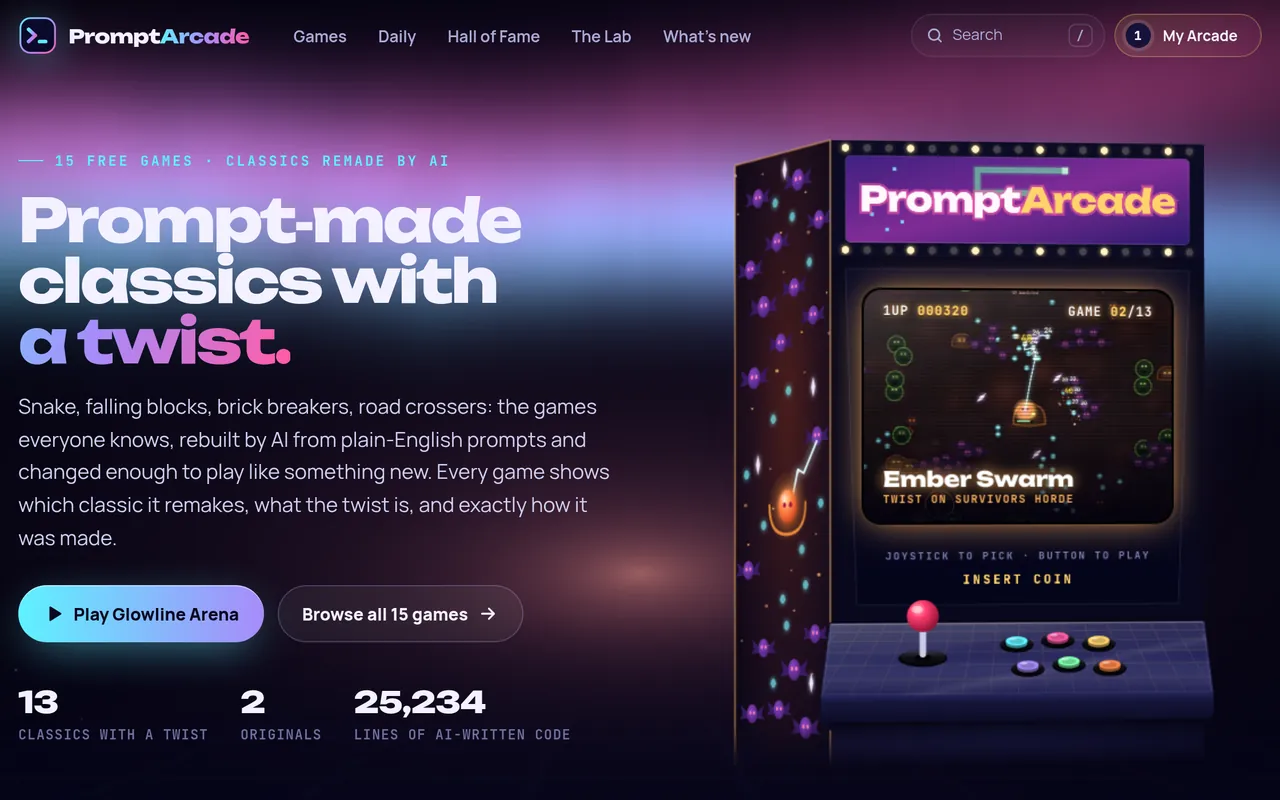 PromptArcade
Games
Daily
Hall of Fame
The Lab
What's new
Search
/
1
My Arcade
15 FREE GAMES · CLASSICS REMADE BY AI
Prompt-made
classics with
a twist.
Snake, falling blocks, brick breakers, road crossers: the games
everyone knows, rebuilt by AI from plain-English prompts and
changed enough to play like something new. Every game shows
which classic it remakes, what the twist is, and exactly how it
was made.
Play Glowline Arena
Browse all 15 games
13
CLASSICS WITH A TWIST
2
ORIGINALS
25,234
LINES OF AI-WRITTEN CODE
PromptArcade
1UP 000320
GAME 02/13
Ember Swarm
TWIST ON SURVIVORS HORDE
JOYSTICK TO PICK · BUTTON TO PLAY
INSERT COIN